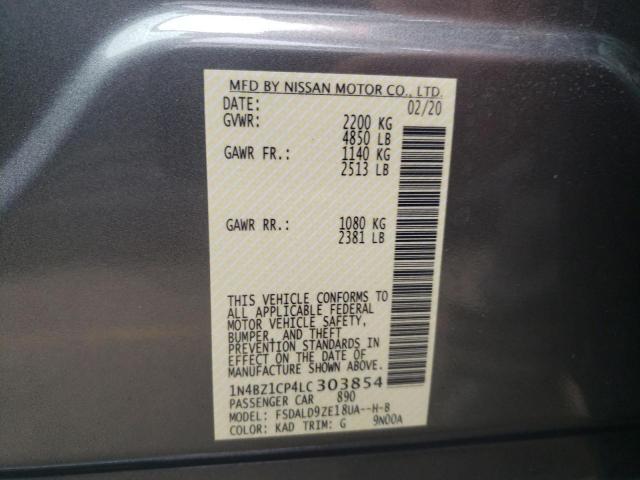 MFD BY NISSAN MOTOR CO., LTD.
DATE: 02/20
GVWR: 2200 KG
4850 LB
GAWR FR.: 1140 KG
2513 LB
GAWR RR.: 1080 KG
2381 LB
THIS VEHICLE CONFORMS TO
ALL APPLICABLE FEDERAL
MOTOR VEHICLE SAFETY,
BUMPER, AND THEFT
PREVENTION STANDARDS IN
EFFECT ON THE DATE OF
MANUFACTURE SHOWN ABOVE.
1N4BZ1CP4LC303854
PASSENGER CAR 890
MODEL: FSDALD9ZE18UA--H-B
COLOR: KAD TRIM: G 9N00A